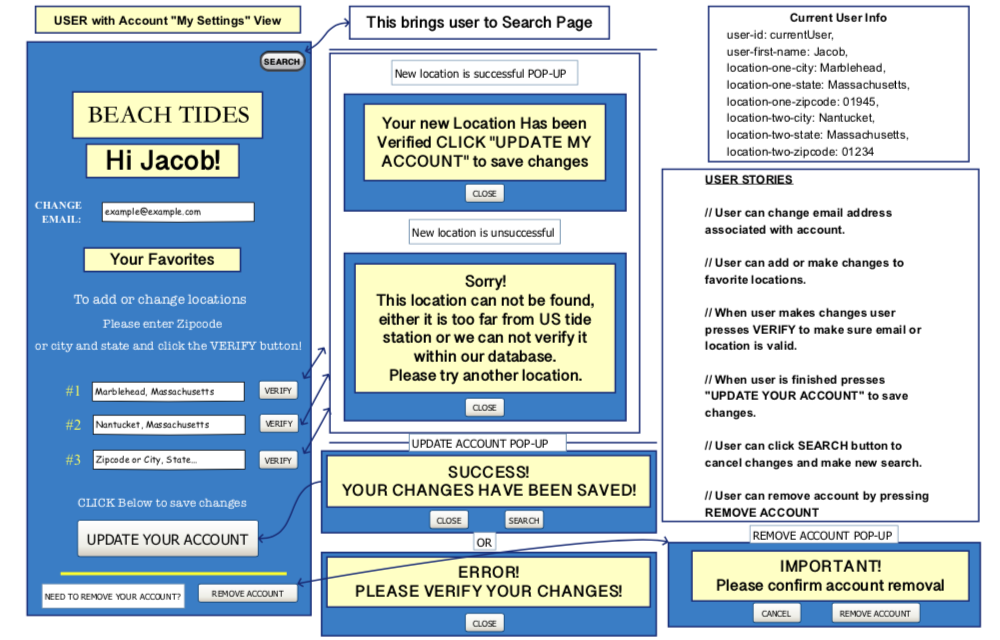 USER with Account "My Settings" View
SEARCH
BEACH TIDES
Hi Jacob!
CHANGE
EMAIL:
example@example.com
Your Favorites
To add or change locations
Please enter Zipcode
or city and state and click the VERIFY button!
#1 Marblehead, Massachusetts VERIFY
#2 Nantucket, Massachusetts VERIFY
#3 Zipcode or City, State... VERIFY
CLICK Below to save changes
UPDATE YOUR ACCOUNT
NEED TO REMOVE YOUR ACCOUNT? REMOVE ACCOUNT
This brings user to Search Page
New location is successful POP-UP
Your new Location Has been
Verified CLICK "UPDATE MY
ACCOUNT" to save changes
CLOSE
New location is unsuccessful
Sorry!
This location can not be found,
either it is too far from US tide
station or we can not verify it
within our database.
Please try another location.
CLOSE
UPDATE ACCOUNT POP-UP
SUCCESS!
YOUR CHANGES HAVE BEEN SAVED!
CLOSE SEARCH
OR
ERROR!
PLEASE VERIFY YOUR CHANGES!
CLOSE
Current User Info
user-id: currentUser,
user-first-name: Jacob,
location-one-city: Marblehead,
location-one-state: Massachusetts,
location-one-zipcode: 01945,
location-two-city: Nantucket,
location-two-state: Massachusetts,
location-two-zipcode: 01234
USER STORIES
// User can change email address
associated with account.
// User can add or make changes to
favorite locations.
// When user makes changes user
presses VERIFY to make sure email or
location is valid.
// When user is finished presses
"UPDATE YOUR ACCOUNT" to save
changes.
// User can click SEARCH button to
cancel changes and make new search.
// User can remove account by pressing
REMOVE ACCOUNT
REMOVE ACCOUNT POP-UP
IMPORTANT!
Please confirm account removal
CANCEL REMOVE ACCOUNT